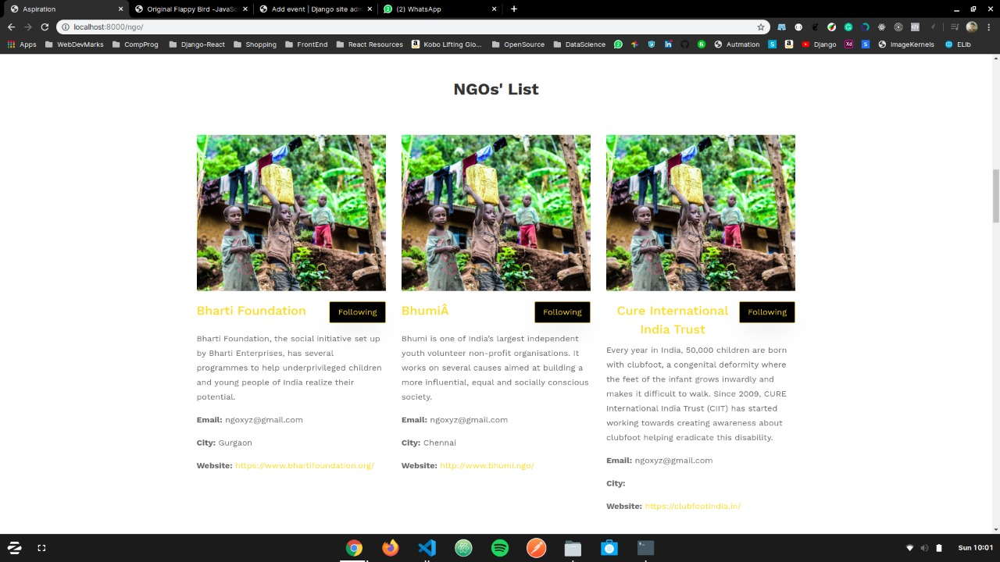 Aspiration
Original Flappy Bird -JavaSc
Add event | Django site adm
(2) WhatsApp
localhost:8000/ngo/
Apps
WebDevMarks
CompProg
Django-React
Shopping
FrontEnd
React Resources
Kobo Lifting Glo...
OpenSource
DataScience
Autmation
Django
ImageKernels
ELIb
NGOs' List
Bharti Foundation
Following
Bharti Foundation, the social initiative set up
by Bharti Enterprises, has several
programmes to help underprivileged children
and young people of India realize their
potential.
Email: ngoxyz@gmail.com
City: Gurgaon
Website: https://www.bhartifoundation.org/
BhumiÂ
Following
Bhumi is one of India's largest independent
youth volunteer non-profit organisations. It
works on several causes aimed at building a
more influential, equal and socially conscious
society.
Email: ngoxyz@gmail.com
City: Chennai
Website: http://www.bhumi.ngo/
Cure International
India Trust
Following
Every year in India, 50,000 children are born
with clubfoot, a congenital deformity where
the feet of the infant grows inwardly and
makes it difficult to walk. Since 2009, CURE
International India Trust (CIIT) has started
working towards creating awareness about
clubfoot helping eradicate this disability.
Email: ngoxyz@gmail.com
City:
Website: https://clubfootindia.in/
Sun 10:01